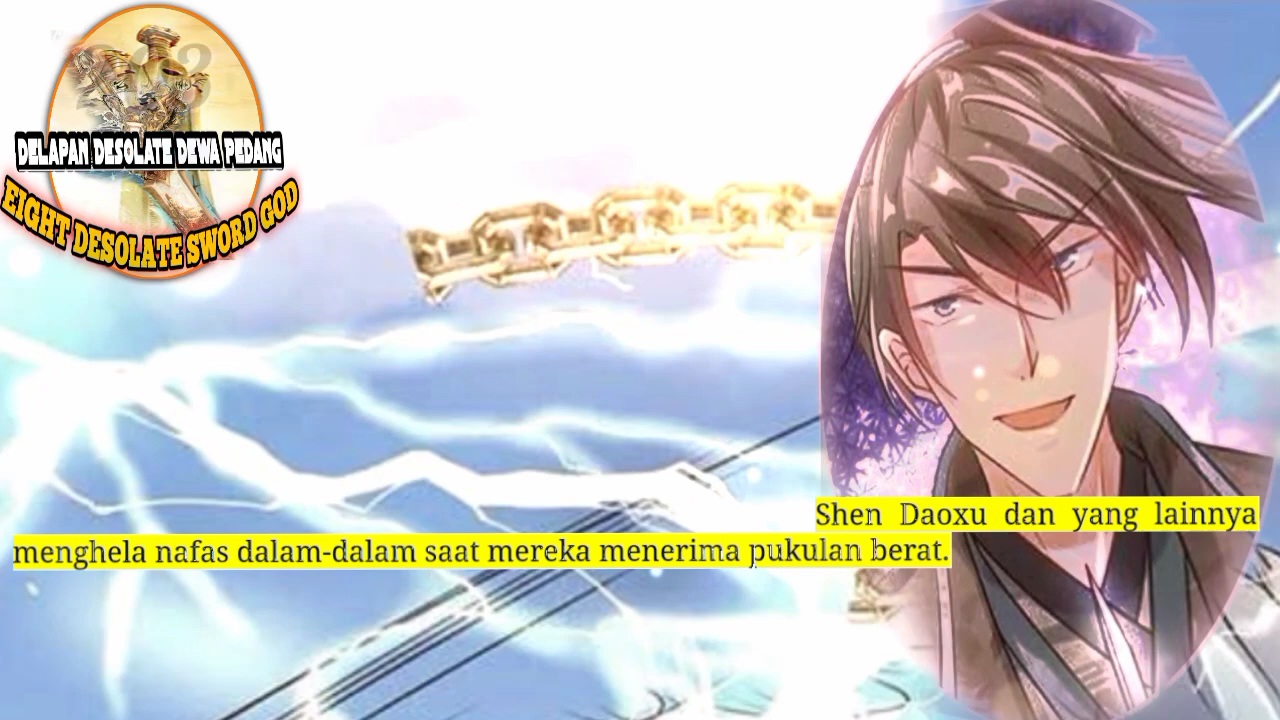 DELAPAN DESOLATE DEWA PEDANG
EIGHT DESOLATE SWORD GOD
Shen Daoxu dan yang lainnya
menghela nafas dalam-dalam saat mereka menerima pukulan berat.